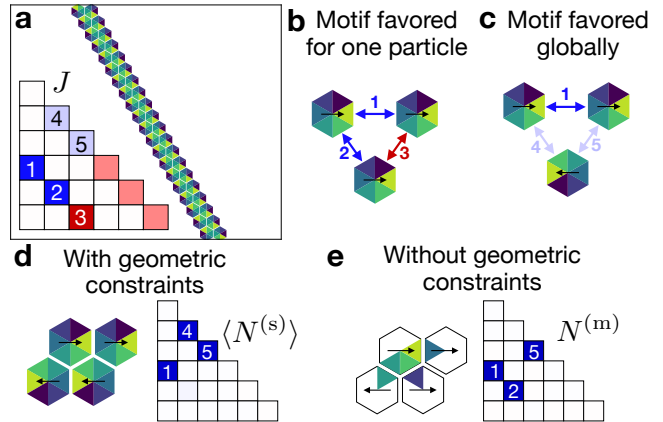 a
J
4
5
1
2
3
b Motif favored
for one particle
1
2
3
c Motif favored
globally
1
4
5
d With geometric
constraints
4
5
1
⟨N^(s)⟩
e Without geometric
constraints
5
1
2
N^(m)